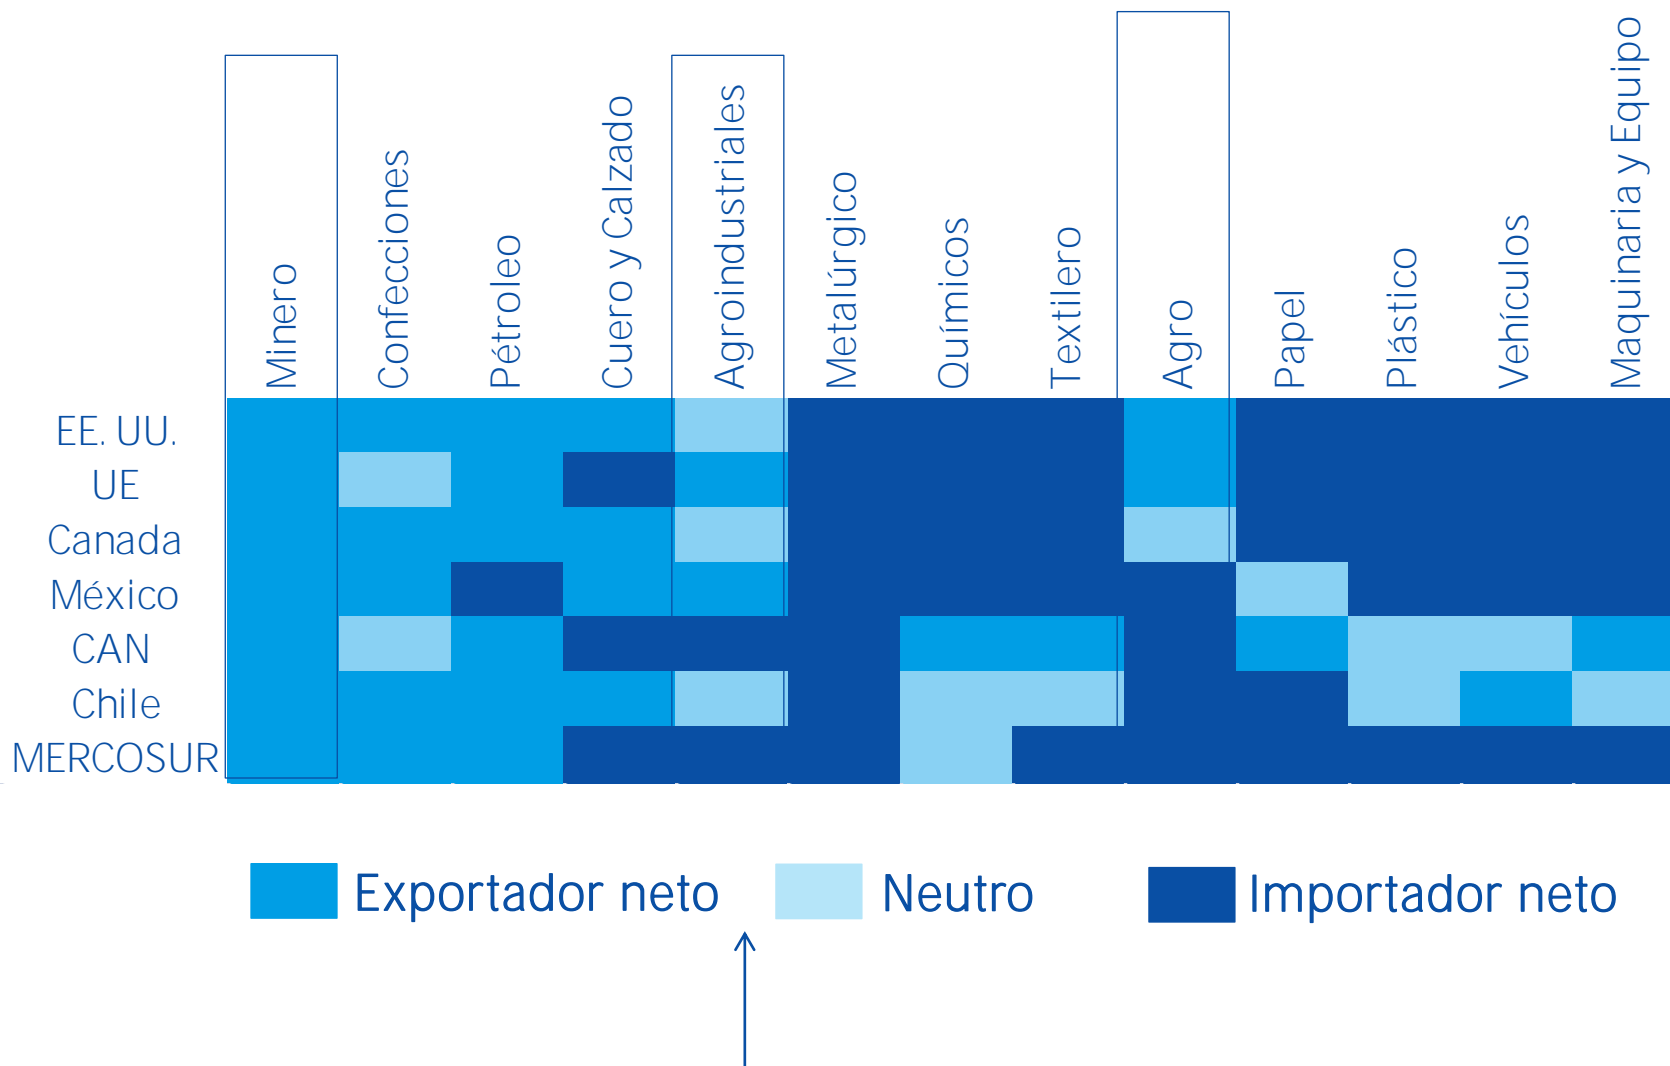 Minero
Confecciones
Pétroleo
Cuero y Calzado
Agroindustriales
Metalúrgico
Químicos
Textilero
Agro
Papel
Plástico
Vehículos
Maquinaria y Equipo
EE. UU.
UE
Canada
México
CAN
Chile
MERCOSUR
Exportador neto
Neutro
Importador neto